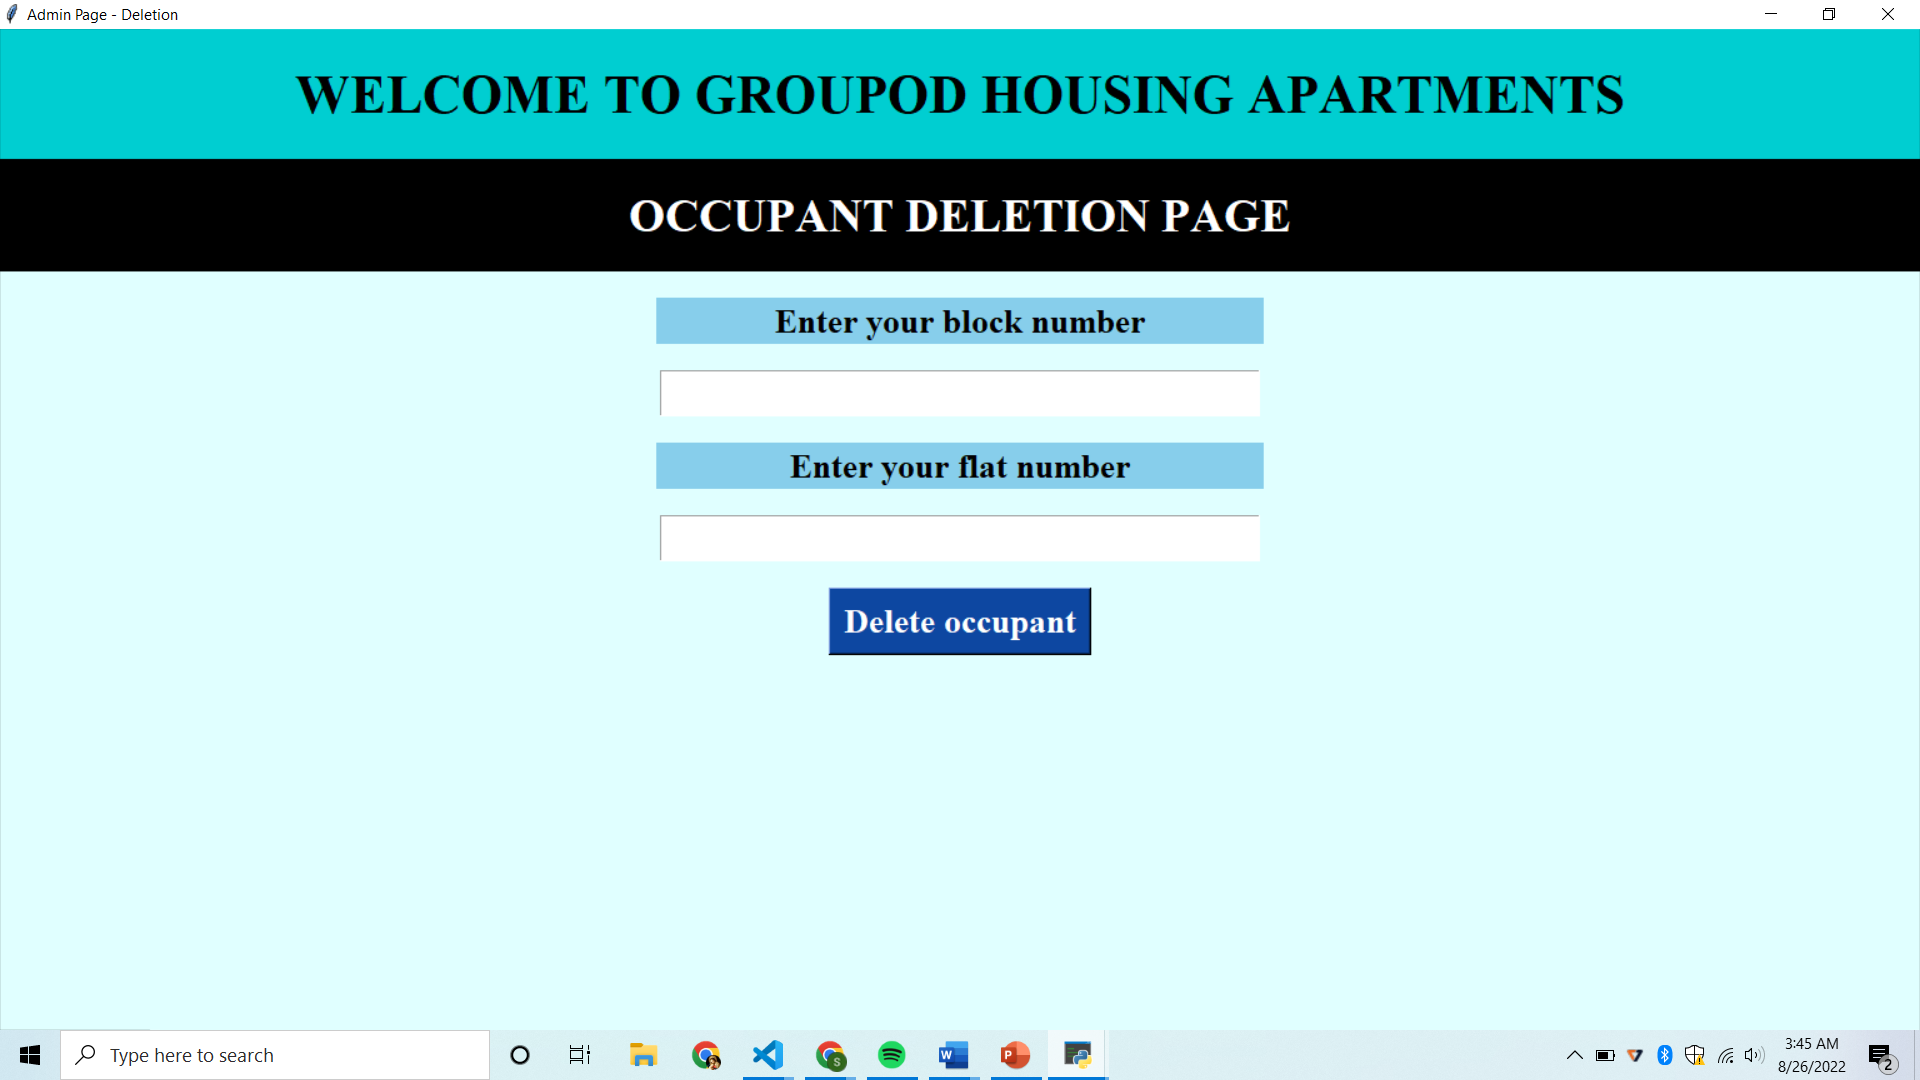 Admin Page - Deletion
WELCOME TO GROUPOD HOUSING APARTMENTS
OCCUPANT DELETION PAGE
Enter your block number
Enter your flat number
Delete occupant
Type here to search
S
W
P
3:45 AM
8/26/2022
2